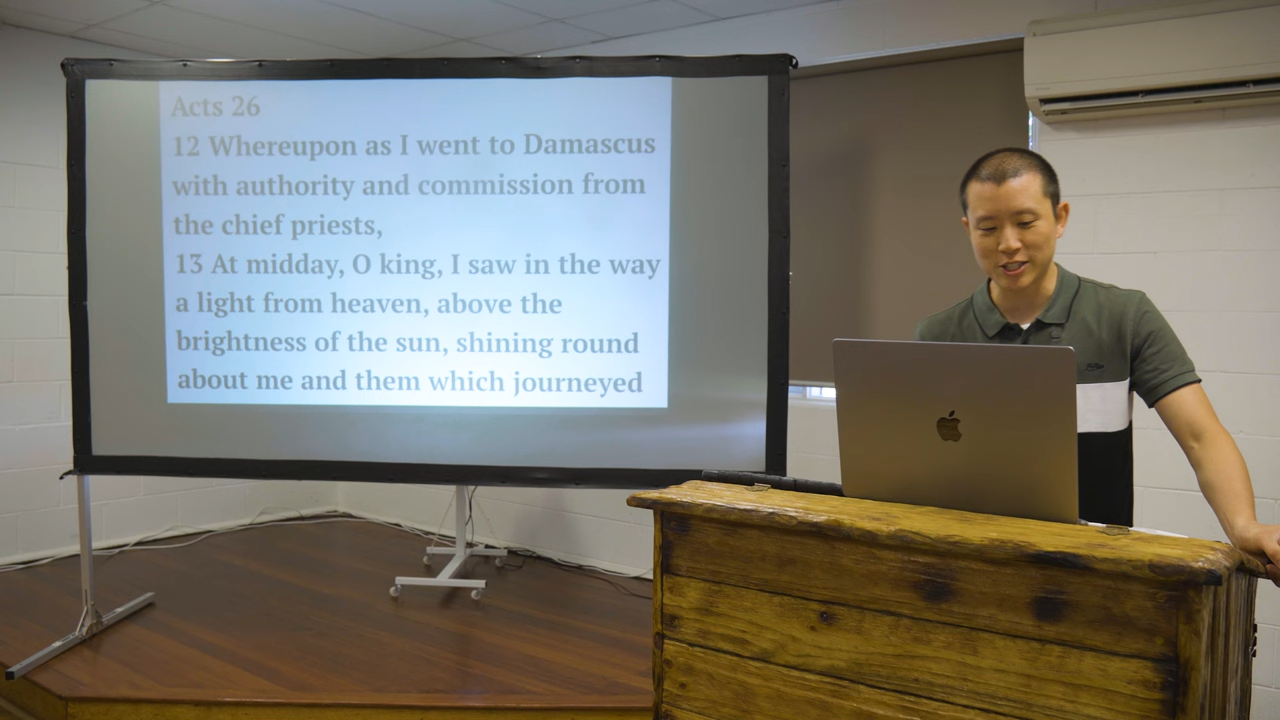 Acts 26
12 Whereupon as I went to Damascus
with authority and commission from
the chief priests,
13 At midday, O king, I saw in the way
a light from heaven, above the
brightness of the sun, shining round
about me and them which journeyed